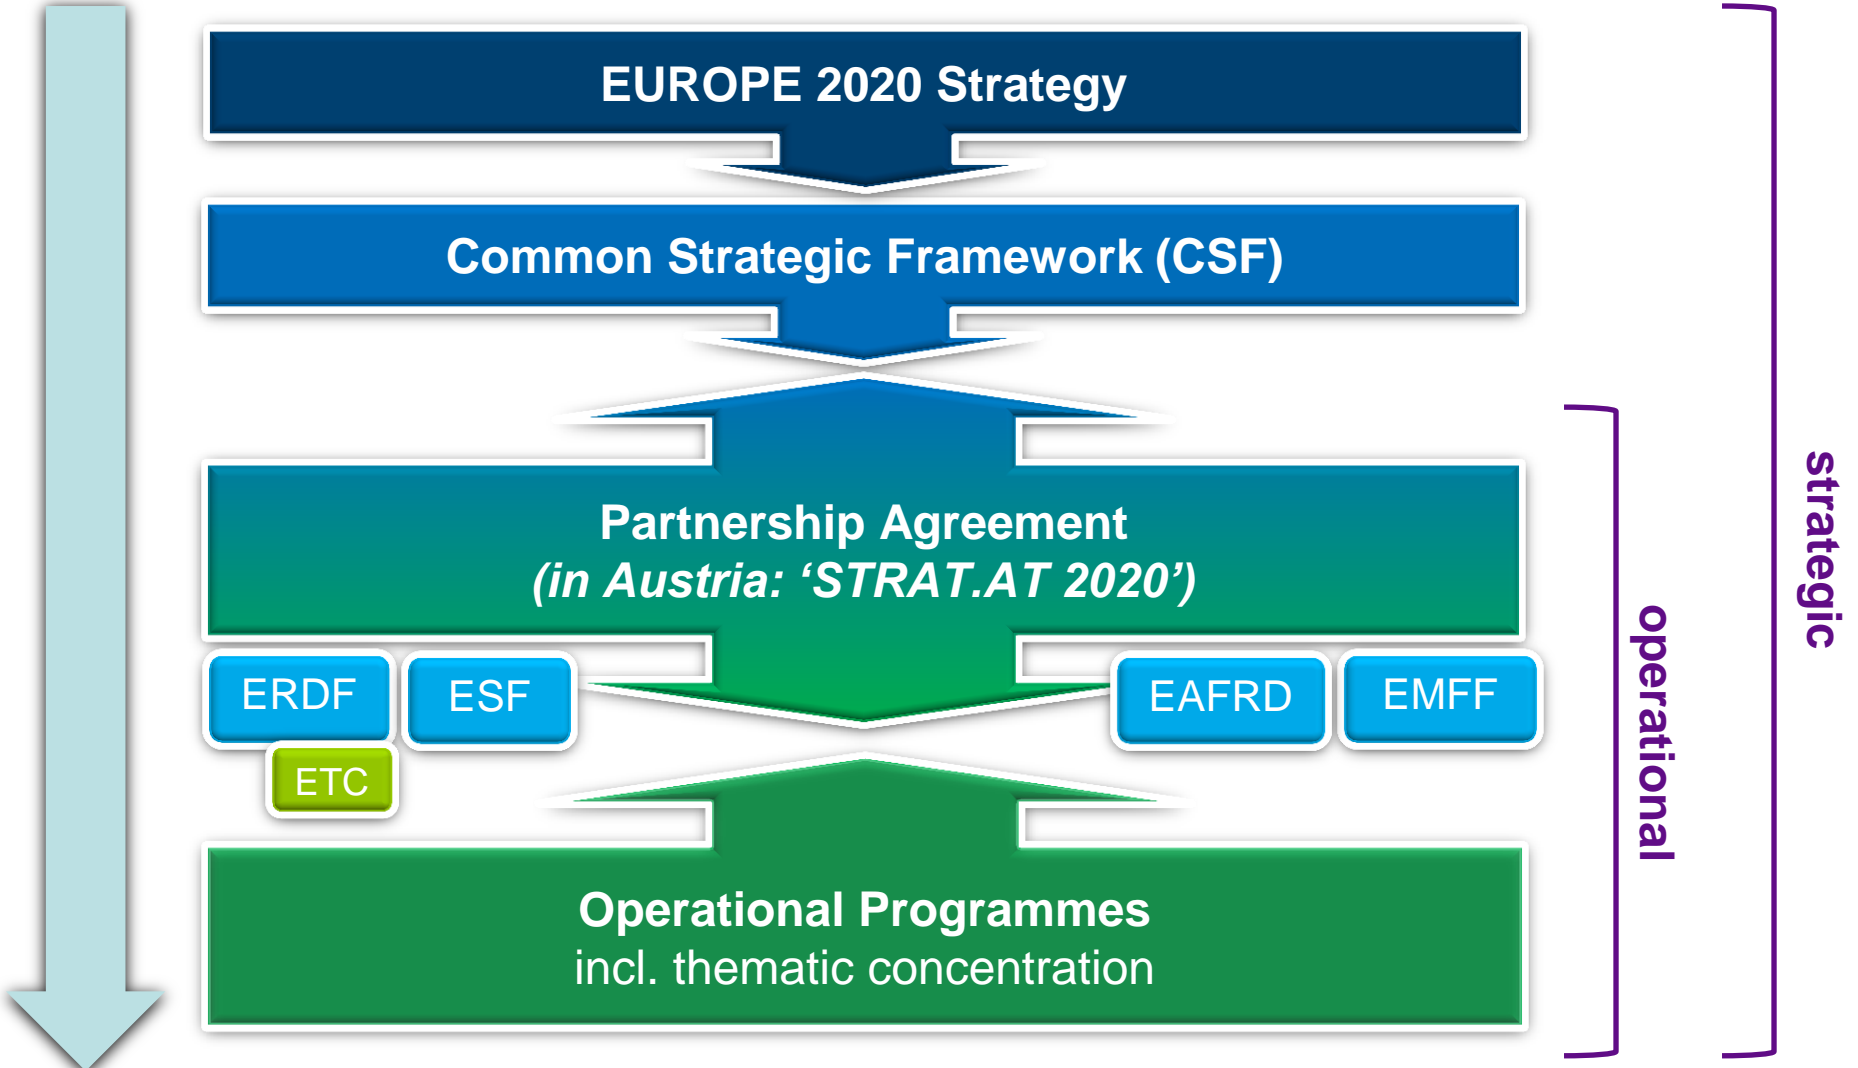 EUROPE 2020 Strategy
Common Strategic Framework (CSF)
Partnership Agreement
(in Austria: ‘STRAT.AT 2020’)
ERDF
ESF
EAFRD
EMFF
ETC
Operational Programmes
incl. thematic concentration
operational
strategic